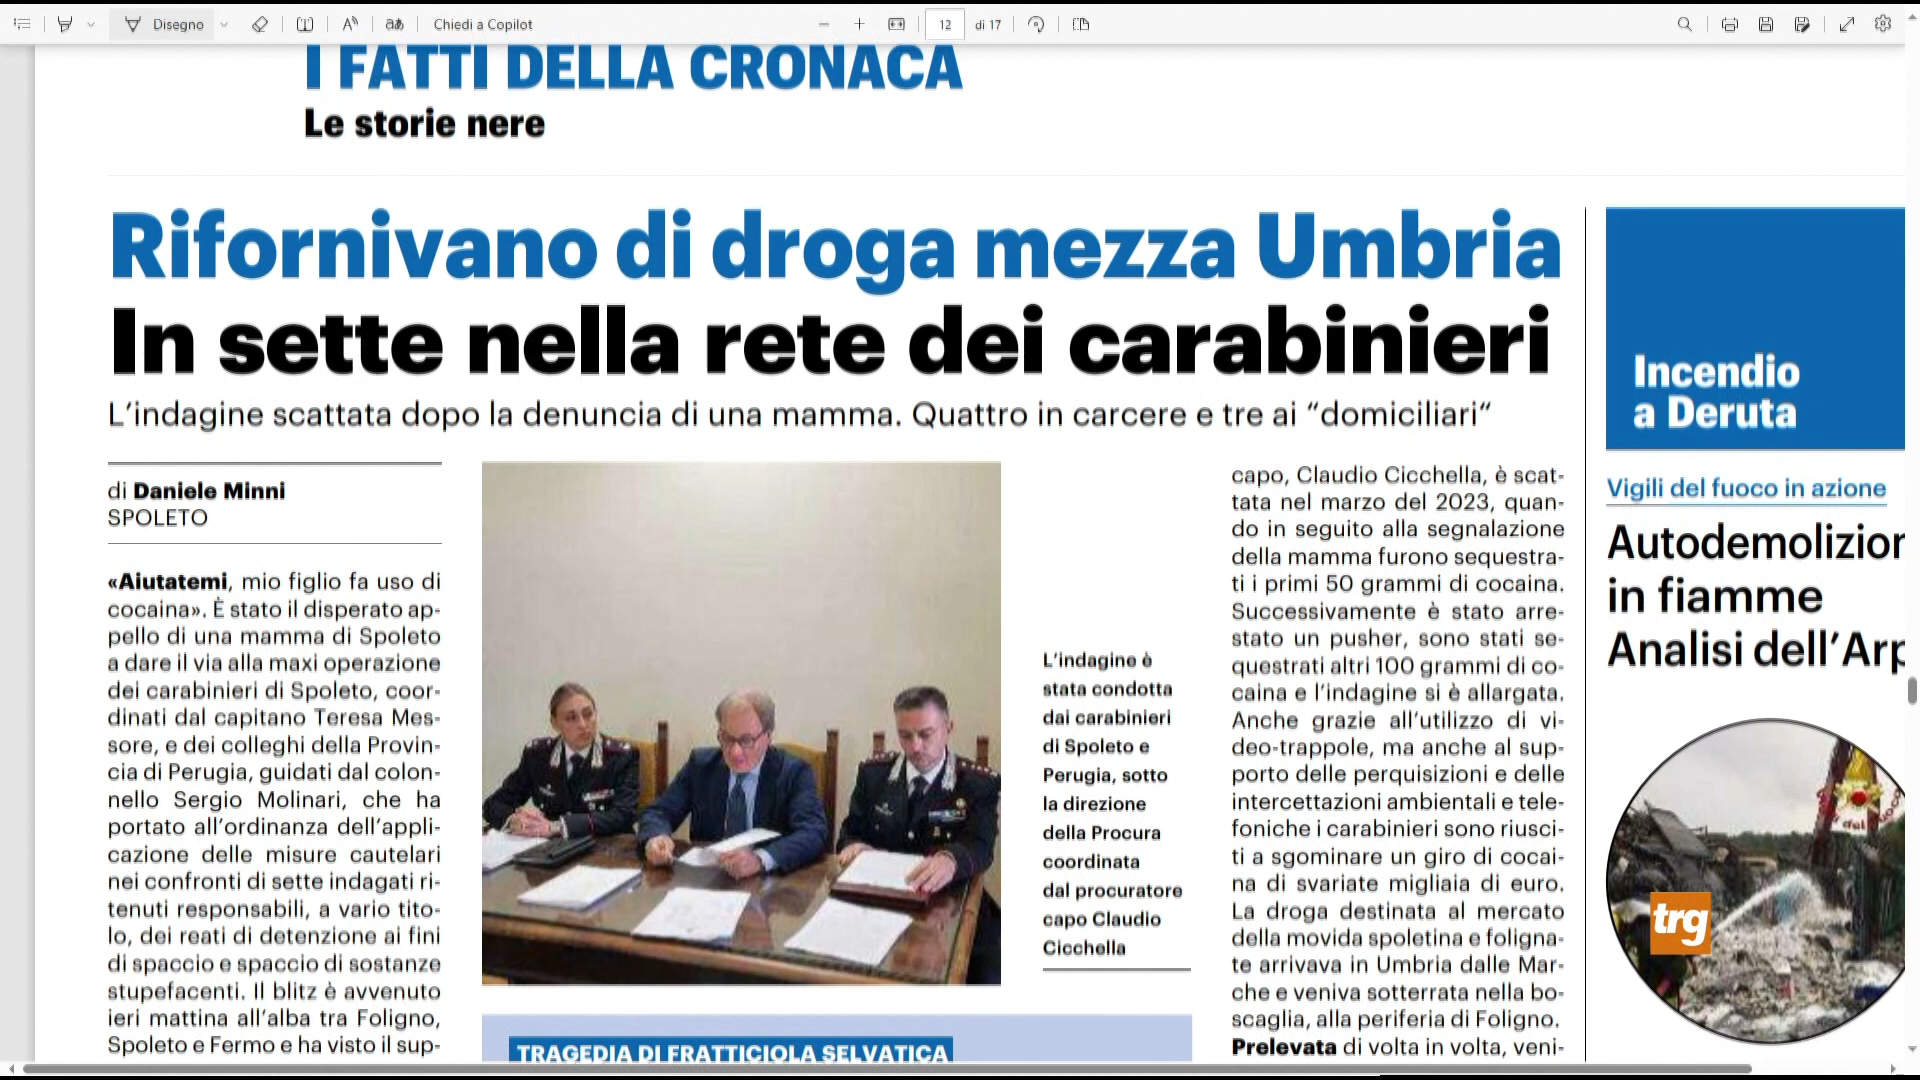 Disegno
Chiedi a Copilot
12
di 17
I FATTI DELLA CRONACA
Le storie nere
Rifornivano di droga mezza Umbria
In sette nella rete dei carabinieri
L'indagine scattata dopo la denuncia di una mamma. Quattro in carcere e tre ai “domiciliari”
di Daniele Minni
SPOLETO
«Aiutatemi, mio figlio fa uso di
cocaina». È stato il disperato ap-
pello di una mamma di Spoleto
a dare il via alla maxi operazione
dei carabinieri di Spoleto, coor-
dinati dal capitano Teresa Mes-
sore, e dei colleghi della Provin-
cia di Perugia, guidati dal colon-
nello Sergio Molinari, che ha
portato all'ordinanza dell'appli-
cazione delle misure cautelari
nei confronti di sette indagati ri-
tenuti responsabili, a vario tito-
lo, dei reati di detenzione ai fini
di spaccio e spaccio di sostanze
stupefacenti. Il blitz è avvenuto
ieri mattina all'alba tra Foligno,
Spoleto e Fermo e ha visto il sup-
L'indagine è
stata condotta
dai carabinieri
di Spoleto e
Perugia, sotto
la direzione
della Procura
coordinata
dal procuratore
capo Claudio
Cicchella
TRAGEDIA DI FRATTICIOLA SELVATICA
capo, Claudio Cicchella, è scat-
tata nel marzo del 2023, quan-
do in seguito alla segnalazione
della mamma furono sequestra-
ti i primi 50 grammi di cocaina.
Successivamente è stato arre-
stato un pusher, sono stati se-
questrati altri 100 grammi di co-
caina e l'indagine si è allargata.
Anche grazie all'utilizzo di vi-
deo-trappole, ma anche al sup-
porto delle perquisizioni e delle
intercettazioni ambientali e tele-
foniche i carabinieri sono riusci-
ti a sgominare un giro di cocai-
na di svariate migliaia di euro.
La droga destinata al mercato
della movida spoletina e foligna-
te arrivava in Umbria dalle Mar-
che e veniva sotterrata nella bo-
scaglia, alla periferia di Foligno.
Prelevata di volta in volta, veni-
Incendio
a Deruta
Vigili del fuoco in azione
Autodemolizion
in fiamme
Analisi dell'Arp
trg